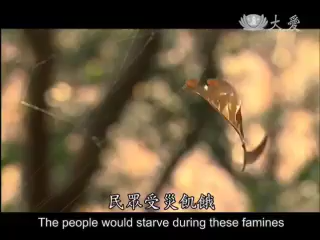 大愛
民眾受災飢餓
The people would starve during these famines